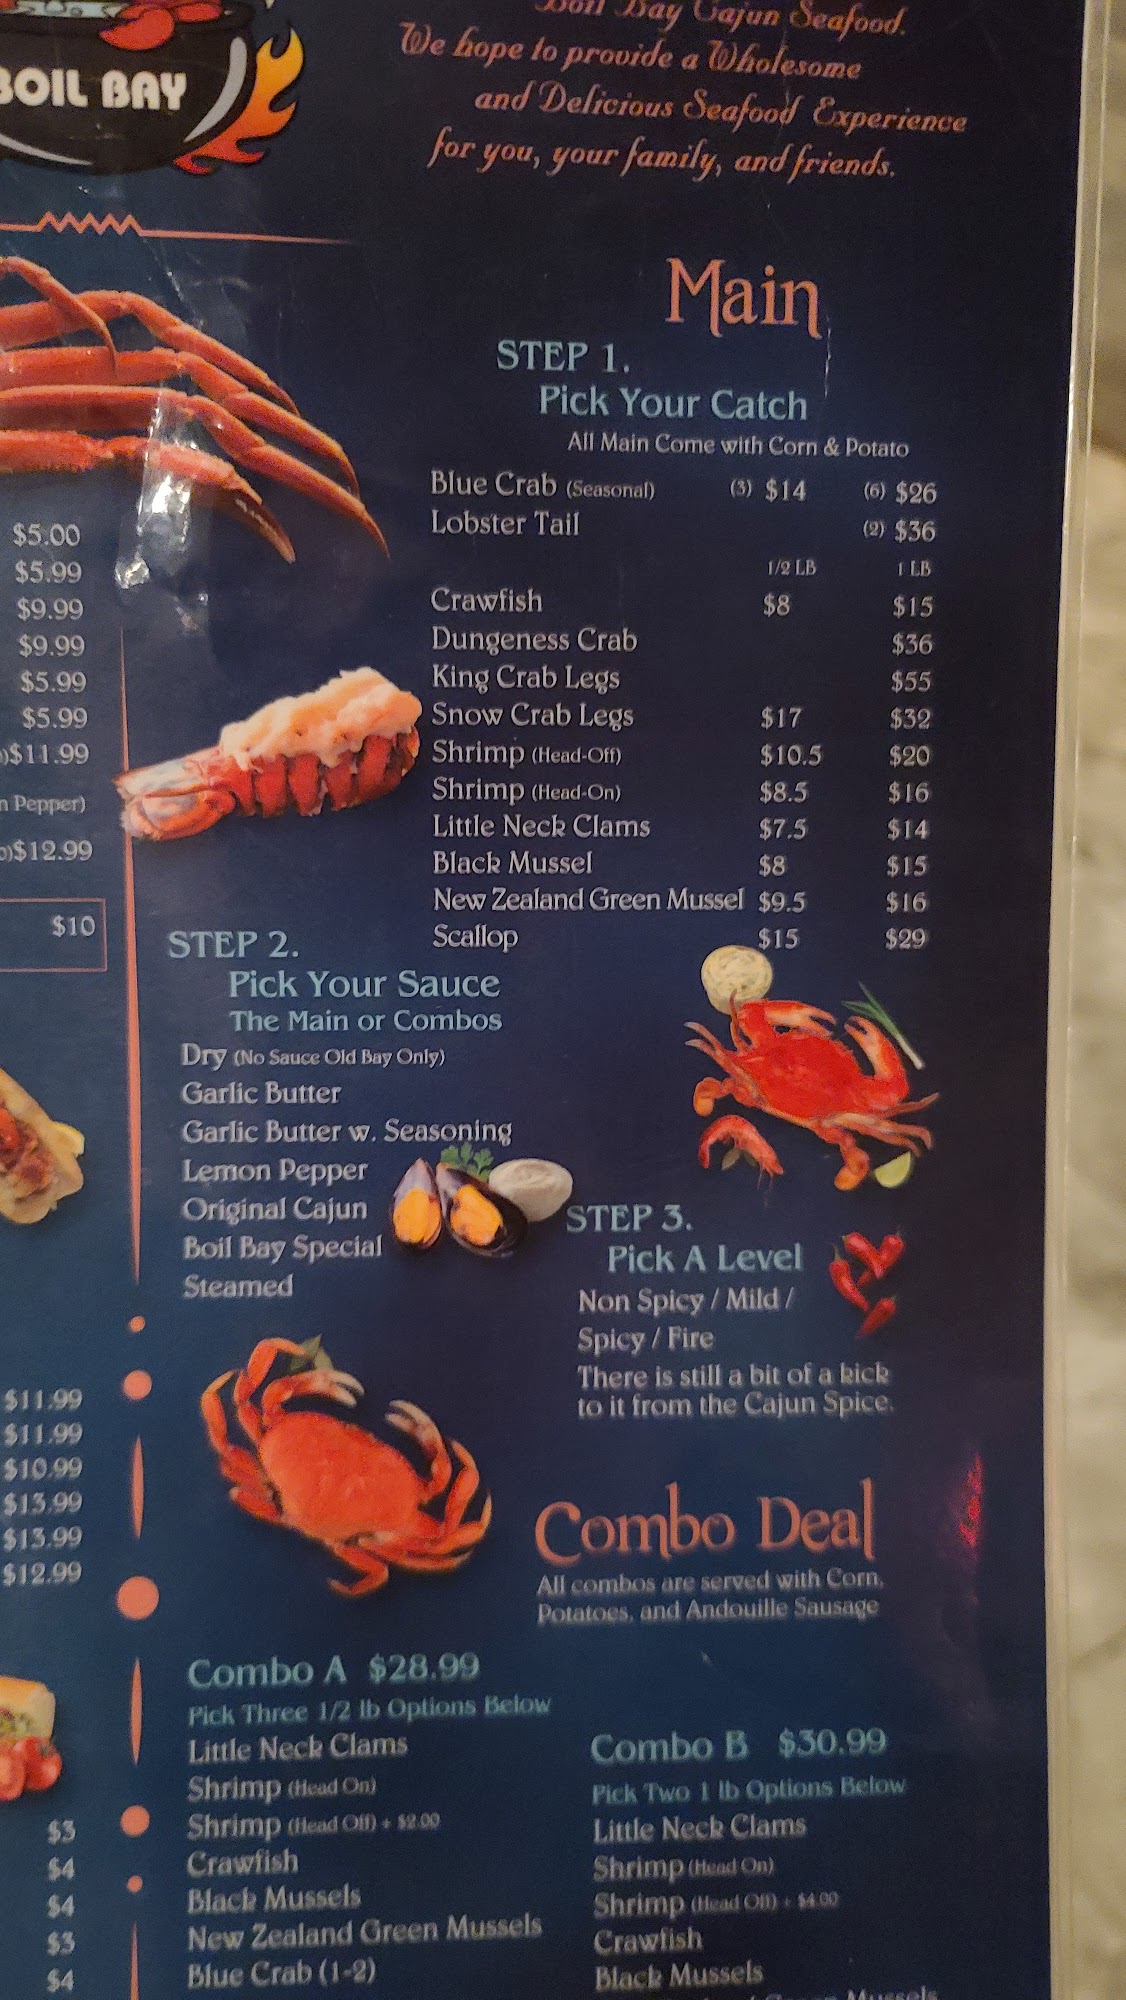 BOIL BAY
Boil Bay Cajun Seafood.
We hope to provide a Wholesome
and Delicious Seafood Experience
for you, your family, and friends.
$5.00
$5.99
$9.99
$9.99
$5.99
$5.99
)$11.99
Pepper)
)$12.99
$10
Main
STEP 1.
Pick Your Catch
All Main Come with Corn & Potato
Blue Crab (Seasonal) (3) $14 (6) $26
Lobster Tail (2) $36
1/2 LB 1 LB
Crawfish $8 $15
Dungeness Crab $36
King Crab Legs $55
Snow Crab Legs $17 $32
Shrimp (Head-Off) $10.5 $20
Shrimp (Head-On) $8.5 $16
Little Neck Clams $7.5 $14
Black Mussel $8 $15
New Zealand Green Mussel $9.5 $16
Scallop $15 $29
STEP 2.
Pick Your Sauce
The Main or Combos
Dry (No Sauce Old Bay Only)
Garlic Butter
Garlic Butter w. Seasoning
Lemon Pepper
Original Cajun
Boil Bay Special
Steamed
STEP 3.
Pick A Level
Non Spicy / Mild /
Spicy / Fire
There is still a bit of a kick
to it from the Cajun Spice.
$11.99
$11.99
$10.99
$13.99
$13.99
$12.99
Combo Deal
All combos are served with Corn,
Potatoes, and Andouille Sausage
Combo A $28.99
Pick Three 1/2 lb Options Below
Little Neck Clams
Shrimp (Head On)
Shrimp (Head Off) + $2.00
Crawfish
Black Mussels
New Zealand Green Mussels
Blue Crab (1-2)
Combo B $30.99
Pick Two 1 lb Options Below
Little Neck Clams
Shrimp (Head On)
Shrimp (Head Off) + $4.00
Crawfish
Black Mussels
Mussels
$3
$4
$4
$3
$4